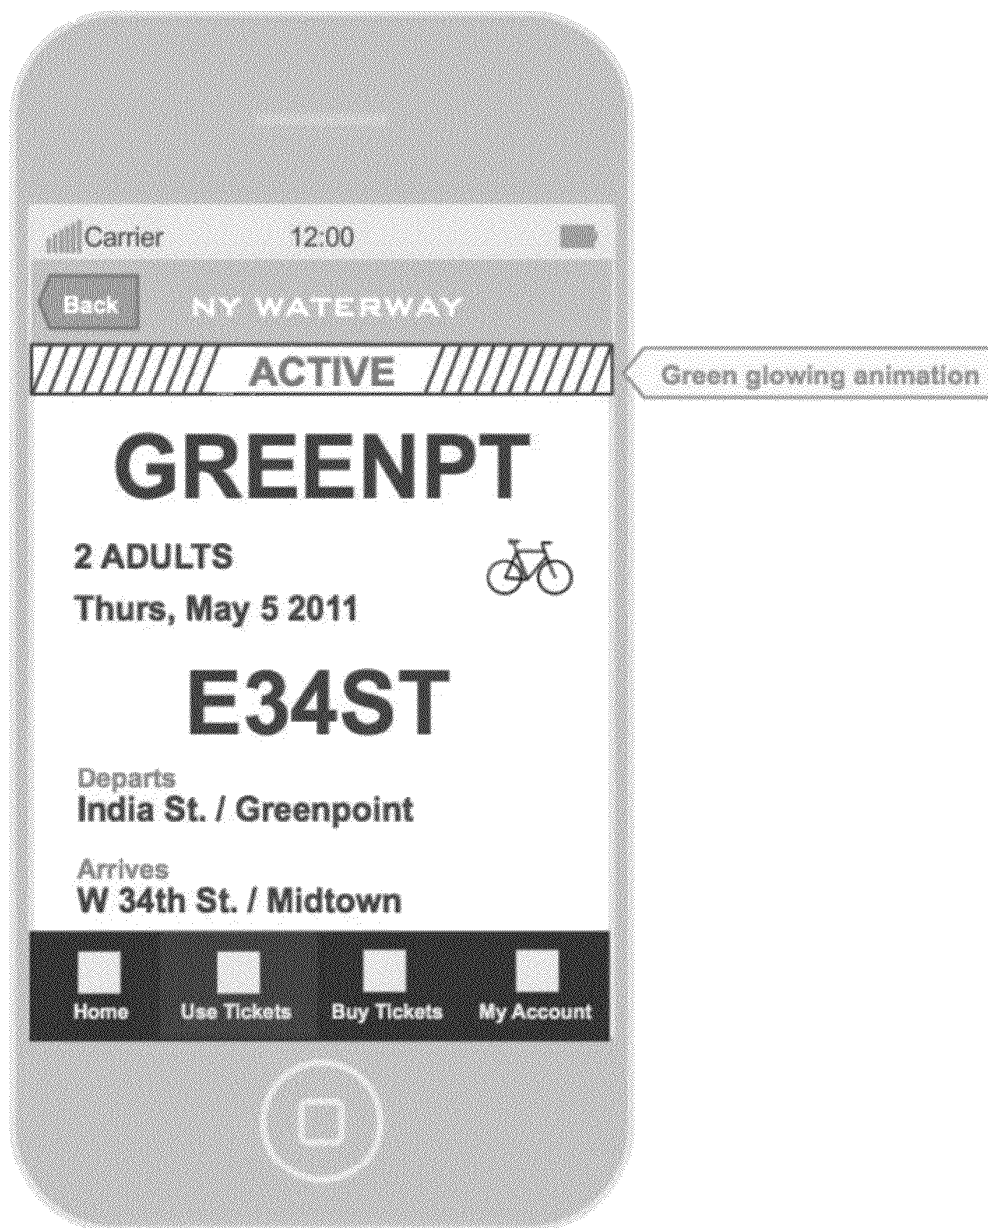 Carrier 12:00
Back NY WATERWAY
ACTIVE
Green glowing animation
GREENPT
2 ADULTS
Thurs, May 5 2011
E34ST
Departs
India St. / Greenpoint
Arrives
W 34th St. / Midtown
Home Use Tickets Buy Tickets My Account